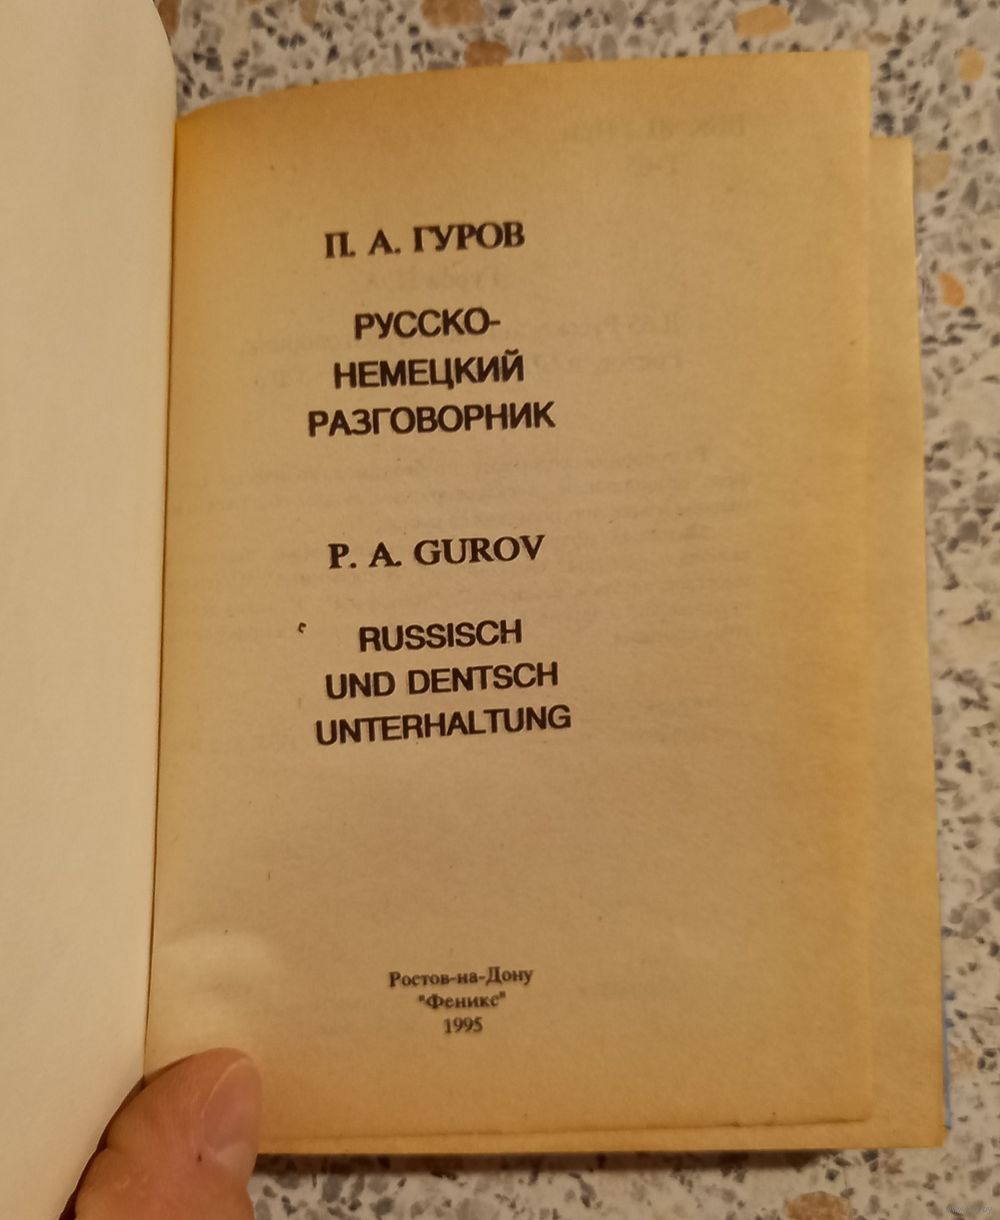 П. А. ГУРОВ
РУССКО-
НЕМЕЦКИЙ
РАЗГОВОРНИК
P. A. GUROV
RUSSISCH
UND DENTSCH
UNTERHALTUNG
Ростов-на-Дону
"Феникс"
1995